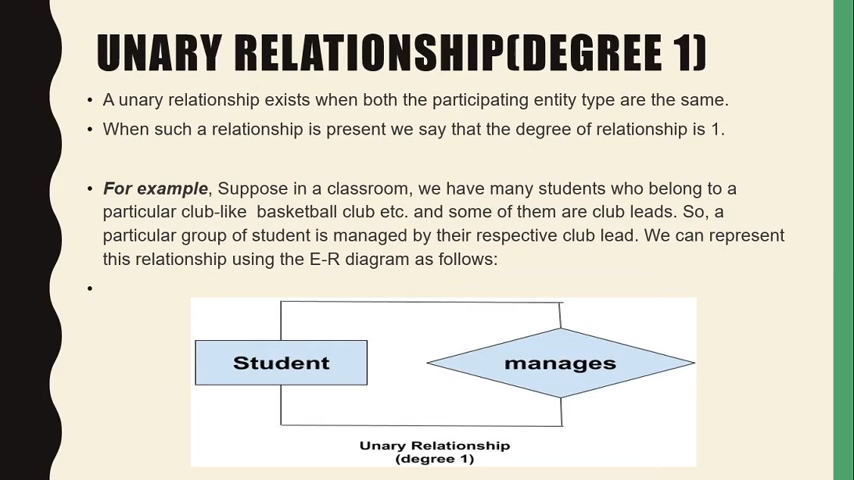 UNARY RELATIONSHIP(DEGREE 1)
• A unary relationship exists when both the participating entity type are the same.
• When such a relationship is present we say that the degree of relationship is 1.
• For example, Suppose in a classroom, we have many students who belong to a
particular club-like  basketball club etc. and some of them are club leads. So, a
particular group of student is managed by their respective club lead. We can represent
this relationship using the E-R diagram as follows:
•
Student
manages
Unary Relationship
(degree 1)